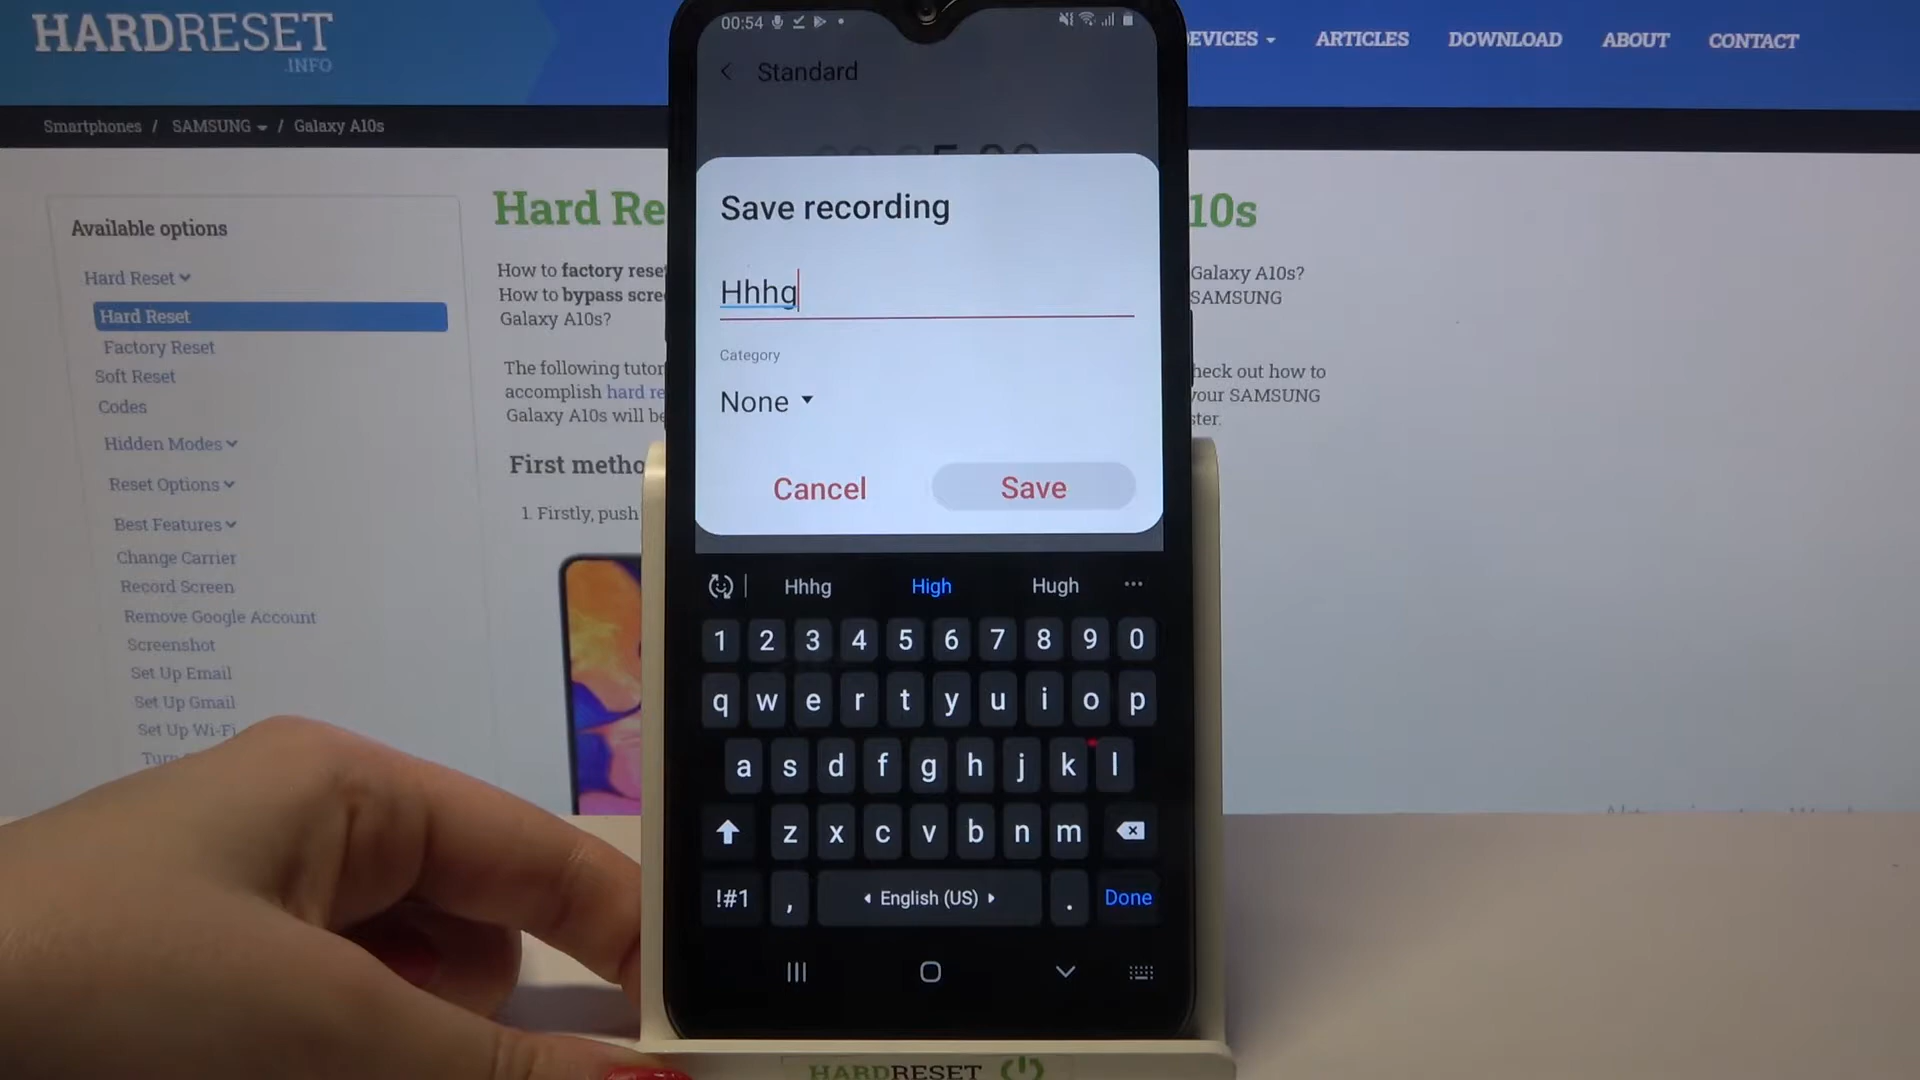 HARDRESET
.INFO
EVICES
ARTICLES
DOWNLOAD
ABOUT
CONTACT
Smartphones / SAMSUNG / Galaxy A10s
Available options
Hard Reset
Hard Reset
Factory Reset
Soft Reset
Codes
Hidden Modes
Reset Options
Best Features
Change Carrier
Record Screen
Remove Google Account
Screenshot
Set Up Email
Set Up Gmail
Set Up Wi-Fi
Hard Re
10s
How to factory rese
Galaxy A10s?
How to bypass scre
SAMSUNG
Galaxy A10s?
The following tutor
heck out how to
accomplish hard re
your SAMSUNG
Galaxy A10s will be
ster.
First metho
1. Firstly, push
00:54
Standard
Save recording
Hhhg
Category
None
Cancel
Save
Hhhg High Hugh ...
1 2 3 4 5 6 7 8 9 0
q w e r t y u i o p
a s d f g h j k l
z x c v b n m
!#1 , English (US) . Done
HARDRESET